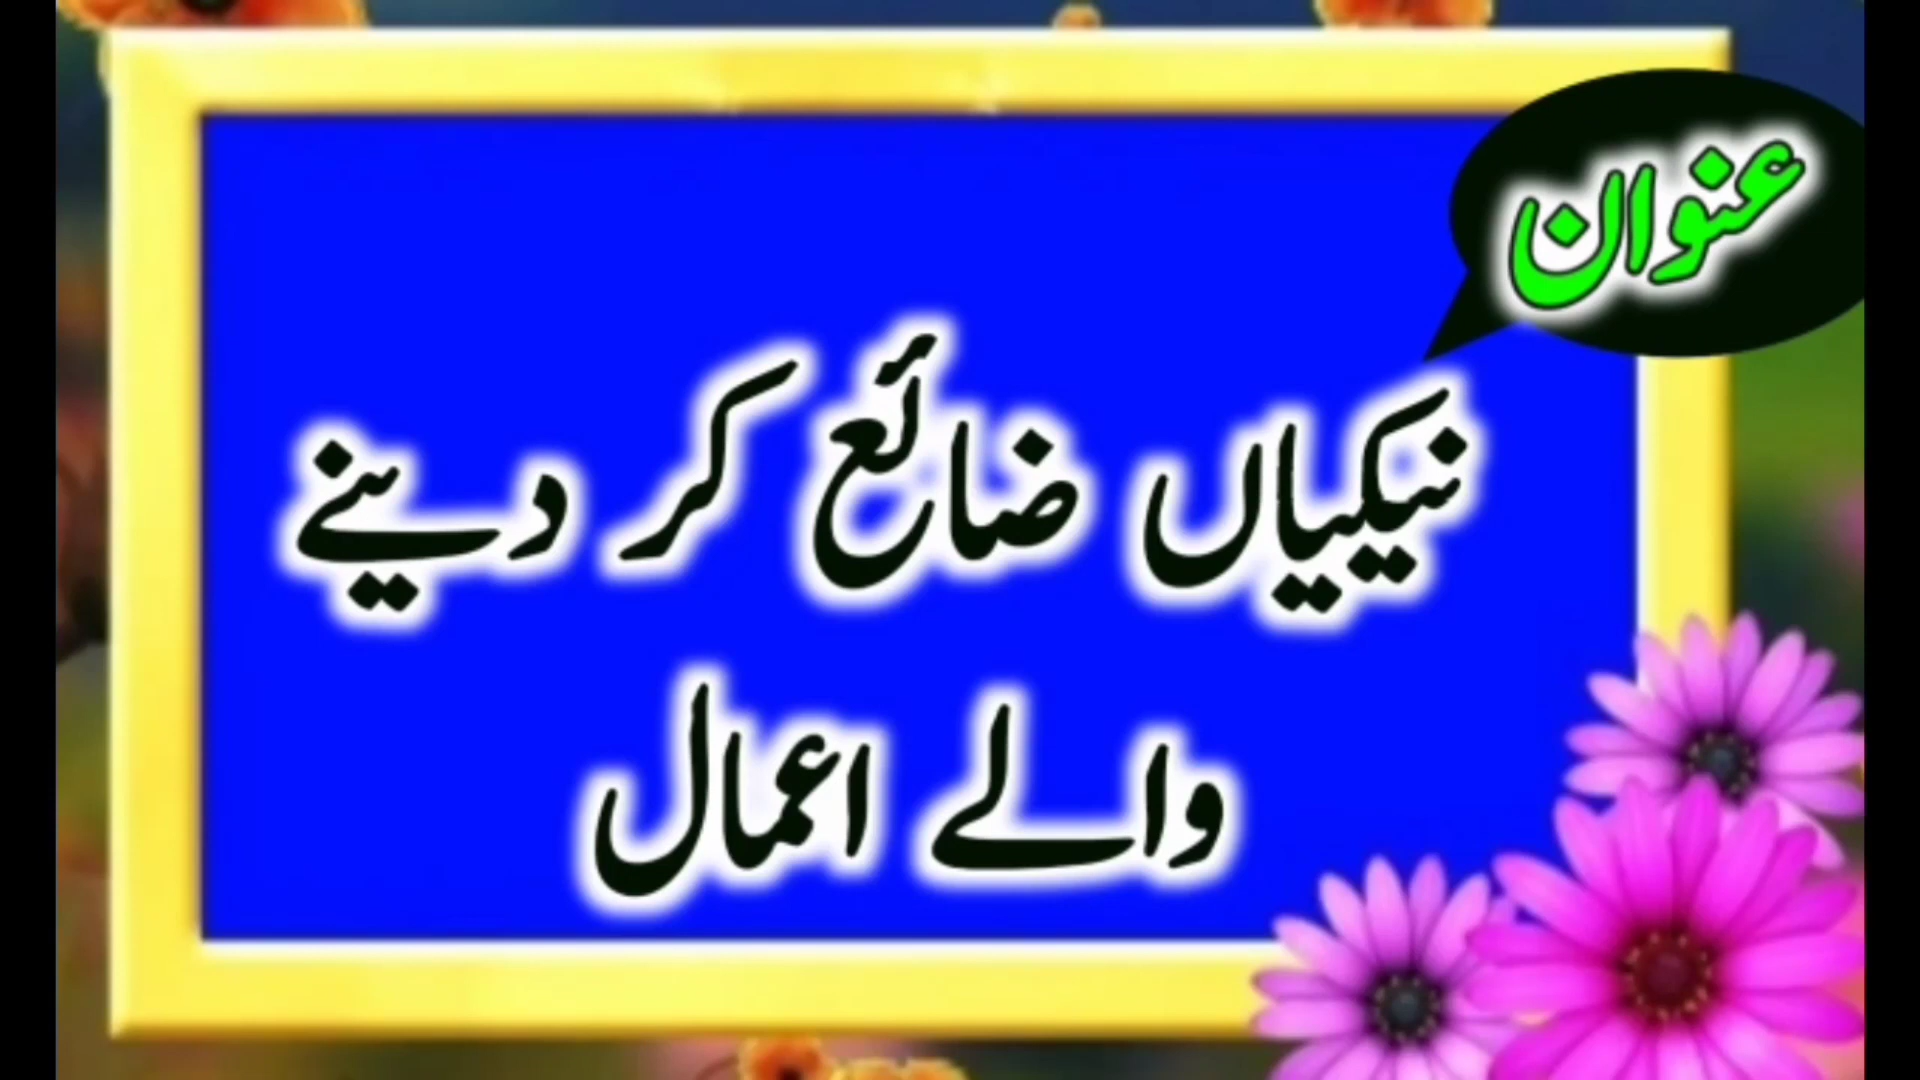 عنوان
نیکیاں ضائع کر دینے
والے اعمال